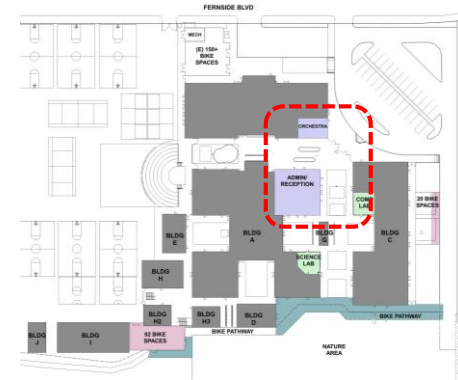 FERNSIDE BLVD
MECH
(E) 150+
BIKE
SPACES
ORCHESTRA
ADMIN/
RECEPTION
COMP
LAB
28 BIKE
SPACES
BLDG
E
BLDG
A
BLDG
G
BLDG
C
SCIENCE
LAB
BLDG
H
BLDG
H2
BLDG
H3
BLDG
D
BIKE PATHWAY
BLDG
J
BLDG
I
92 BIKE
SPACES
BIKE PATHWAY
NATURE
AREA